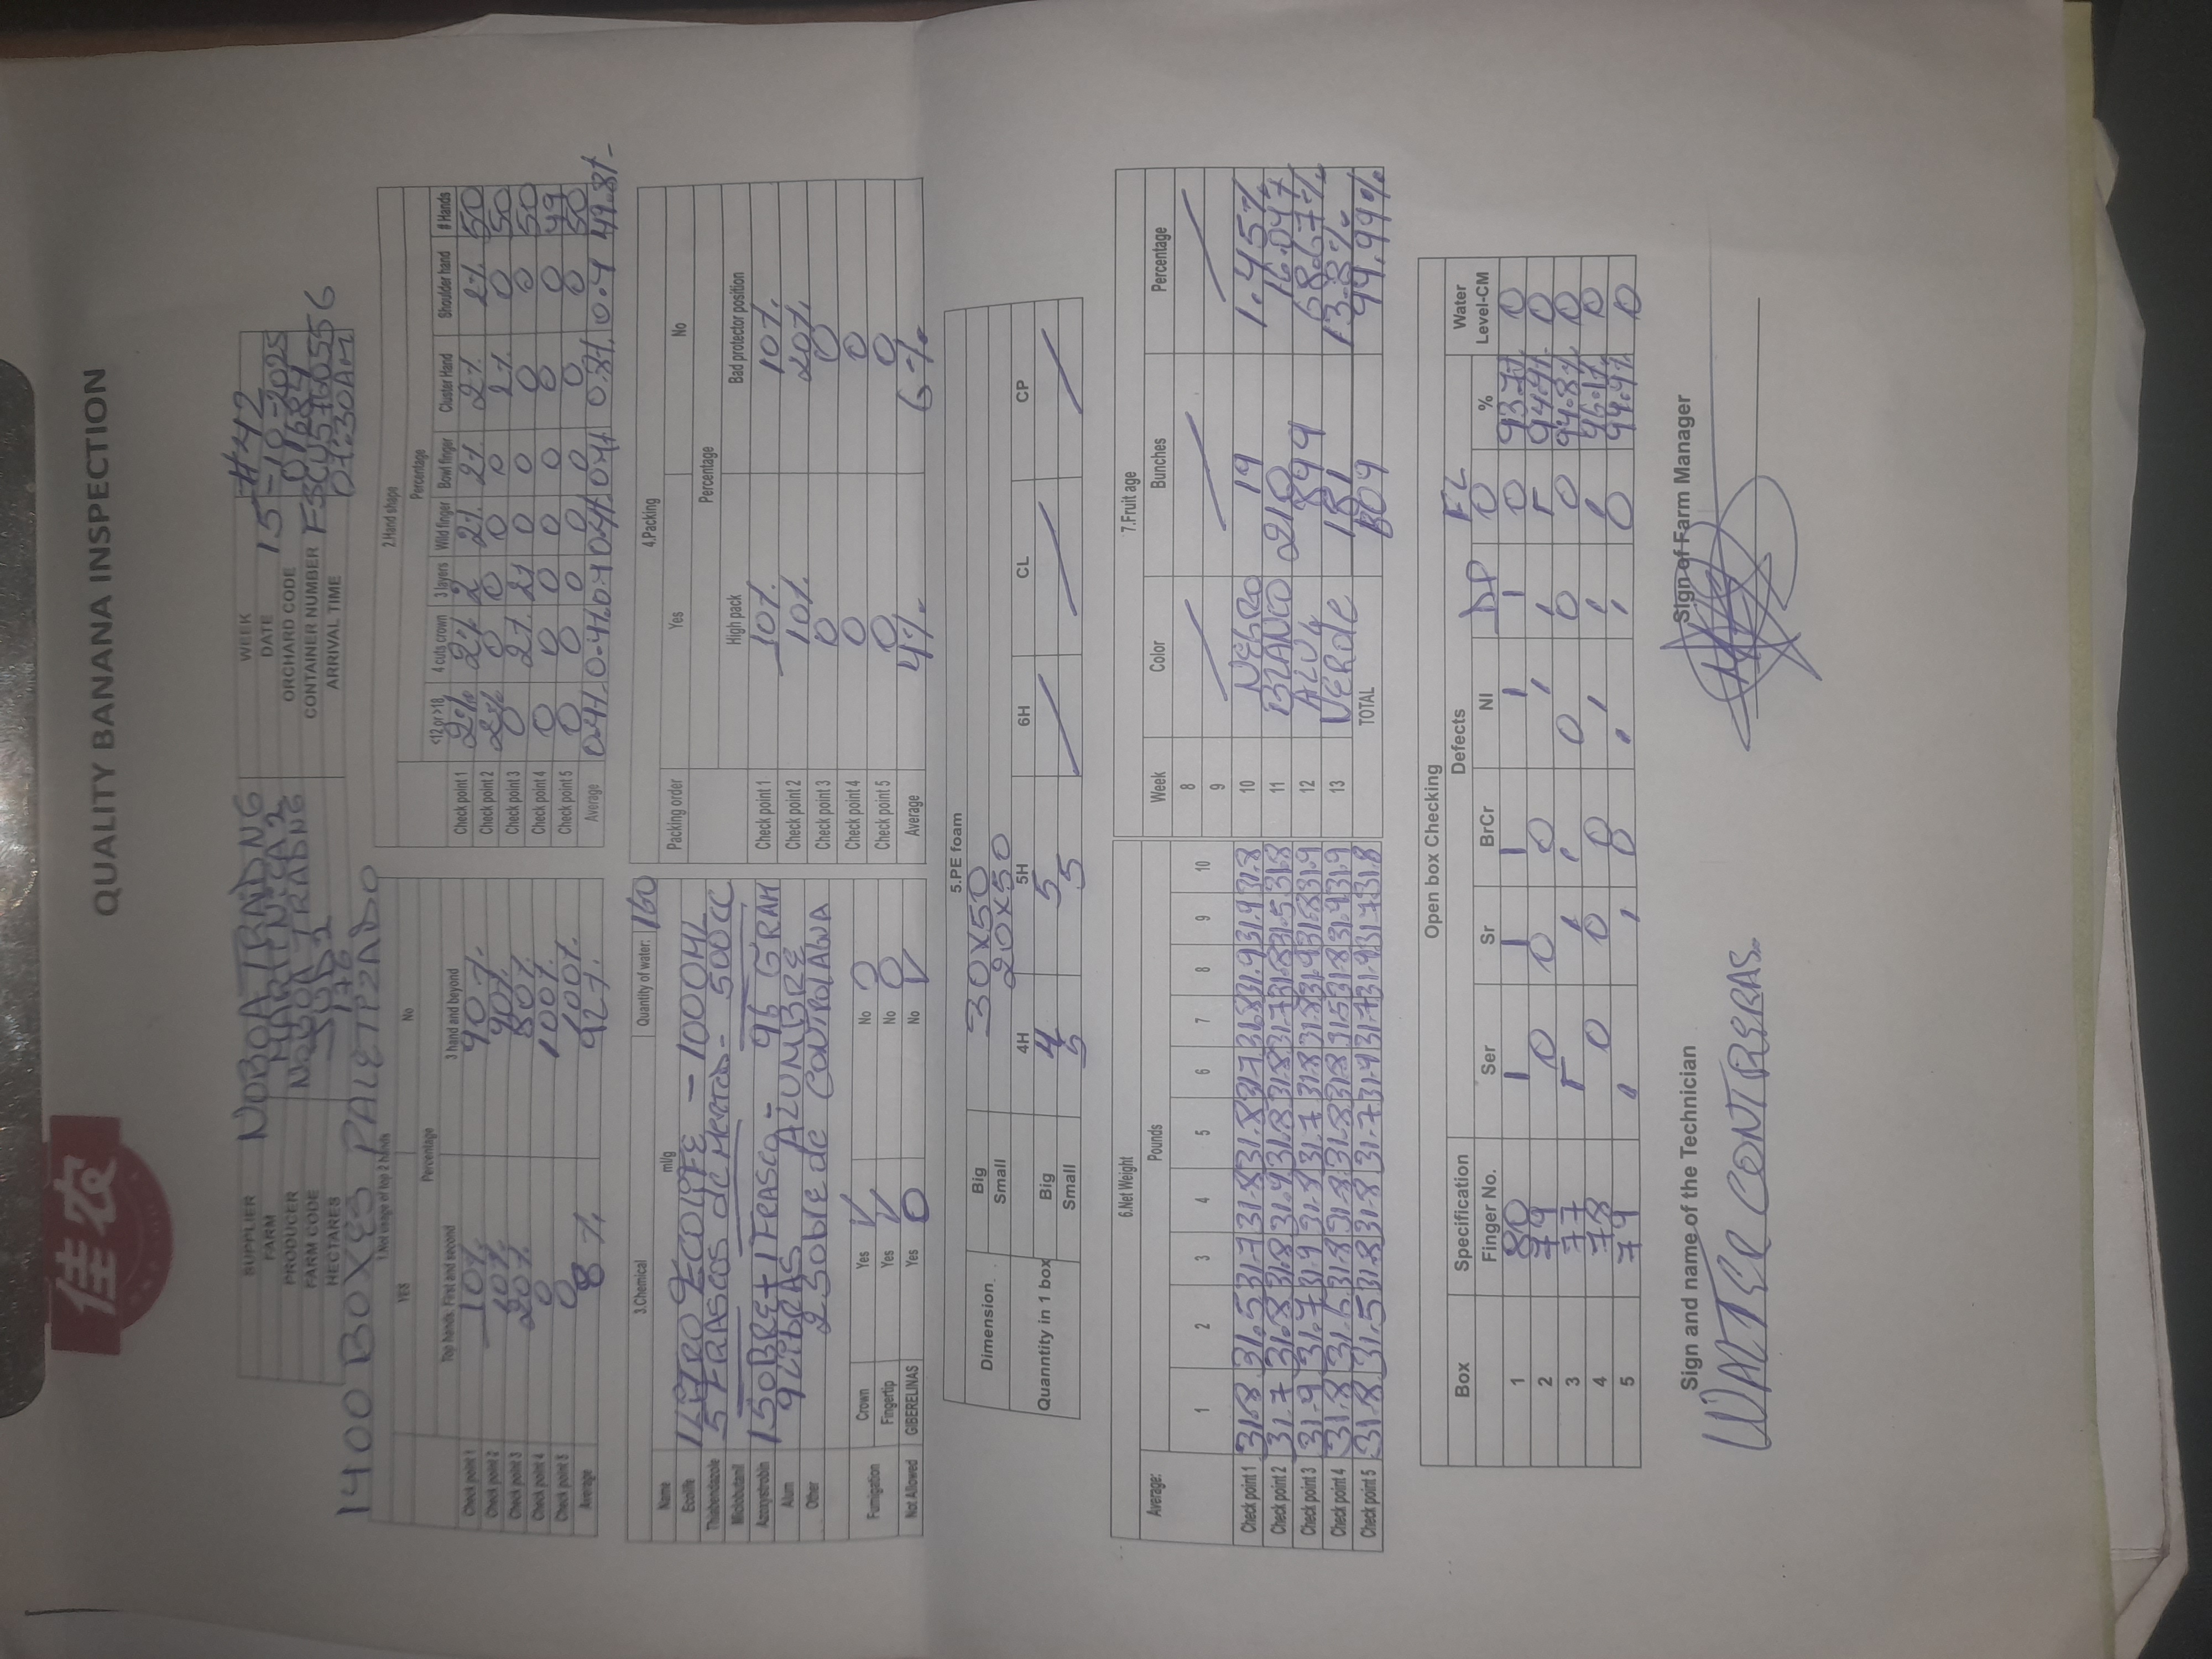 佳农
QUALITY BANANA INSPECTION
SUPPLIER NOBOA TRAIDNG WEEK #42
FARM MARTINICA 2 DATE 15-10-2025
PRODUCER NOBOA TRADNG ORCHARD CODE
FARM CODE CONTAINER NUMBER FSCU5760556
HECTARES 176 ARRIVAL TIME 07:30AM
1400 BOXES PALETIZADO
1.Not usage of top 2 hands
YES No
Percentage
Top hands. First and second 3 hand and beyond
Check point 1 10% 90%
Check point 2 20% 90%
Check point 3 20% 80%
Check point 4 0 100%
Check point 5 0 100%
Average 8% 92%
2.Hand shape
Percentage
<12 or >18 4 cuts crown 3 layers Wild finger Bowl finger Cluster Hand Shoulder hand # Hands
Check point 1 2% 2% 2 2% 2% 2% 2% 50
Check point 2 2% 0 0 0 0 2% 0 50
Check point 3 0 2% 2% 0 0 0 0 50
Check point 4 0 0 0 0 0 0 0 49
Check point 5 0 0 0 0 0 0 0 50
Average 0.4% 0.4% 0.4 0.4% 0.4% 0.8% 0.4 49.8%
3.Chemical Quantity of water: 160
Name ml/g
Ecolife 1 LITRO ECOLIFE - 1000ML
Thiabendazole 5 FRASCOS de MERTED - 500CC
Miclobutanil
Azoxystrobin 1 SOBRE + 1 FRASCO - 96 GRAM
Alum 9 LIBRAS ALUMBRE
Other 2 Soble de CONTROL AGUA
Fumigation Crown Yes ✓ No 0
Fingertip Yes ✓ No 0
Not Allowed GIBERELINAS Yes 0 No ✓
4.Packing
Packing order Yes No
Percentage
High pack Bad protector position
Check point 1 10% 10%
Check point 2 10% 20%
Check point 3 0 0
Check point 4 0 0
Check point 5 0 0
Average 4% 6%
5.PE foam
Dimension Big 30x50
Small 20x50
4H 5H 6H CL CP
Quanntity in 1 box Big 4 5
Small 5 5
6.Net Weight
Average: Pounds
1 2 3 4 5 6 7 8 9 10
Check point 1 31.8 31.5 31.7 31.8 31.8 31.7 31.8 31.9 31.9 31.8
Check point 2 31.7 31.8 31.8 31.9 31.8 31.8 31.7 31.8 31.5 31.8
Check point 3 31.9 31.7 31.9 31.8 31.7 31.8 31.8 31.9 31.8 31.9
Check point 4 31.8 31.6 31.8 31.8 31.8 31.8 31.5 31.8 31.9 31.9
Check point 5 31.8 31.5 31.8 31.8 31.7 31.9 31.7 31.9 31.7 31.8
7.Fruit age
Week Color Bunches Percentage
8
9
10 NEGRO 19 1.45%
11 BLANCO 210 16.04%
12 AZUL 899 68.67%
13 VERDE 181 13.8%
TOTAL 1309 99.99%
Open box Checking
Box Specification Defects FL Water
Finger No. Ser Sr BrCr NI DP 0 % Level-CM
1 80 1 1 1 1 1 0 93.7% 0
2 79 0 0 0 1 1 94.9% 0
3 77 1 1 0 0 0 94.8% 0
4 78 0 0 0 1 1 1 96.1% 0
5 79 1 1 0 1 1 0 94.9% 0
Sign and name of the Technician Sign of Farm Manager
WALTER CONTRERAS.